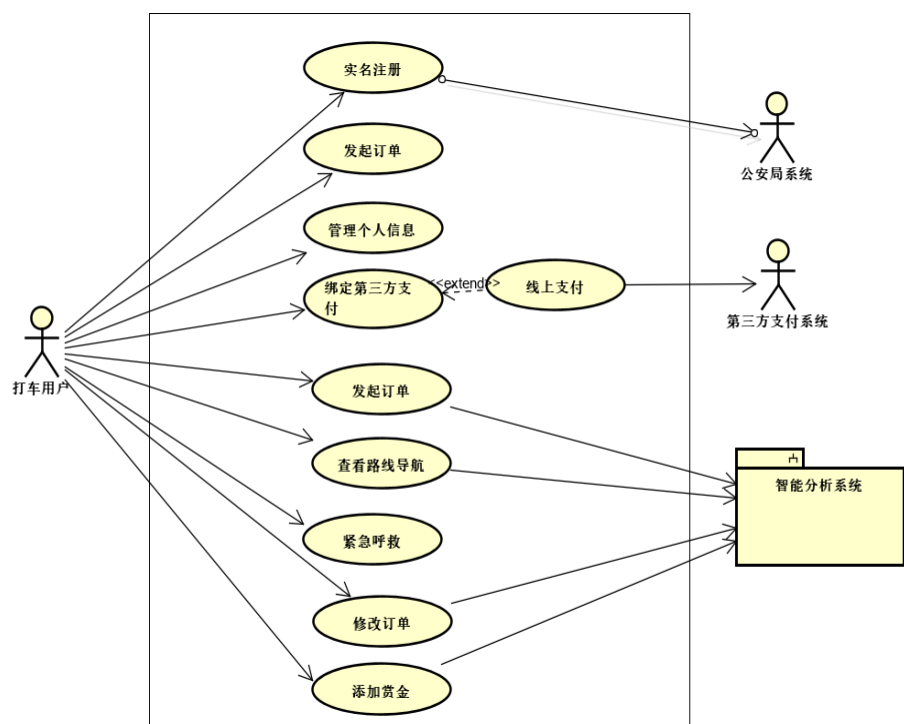 实名注册
发起订单
公安局系统
管理个人信息
绑定第三方支
付
<<extend>>
线上支付
第三方支付系统
打车用户
发起订单
查看路线导航
智能分析系统
紧急呼救
修改订单
添加赏金